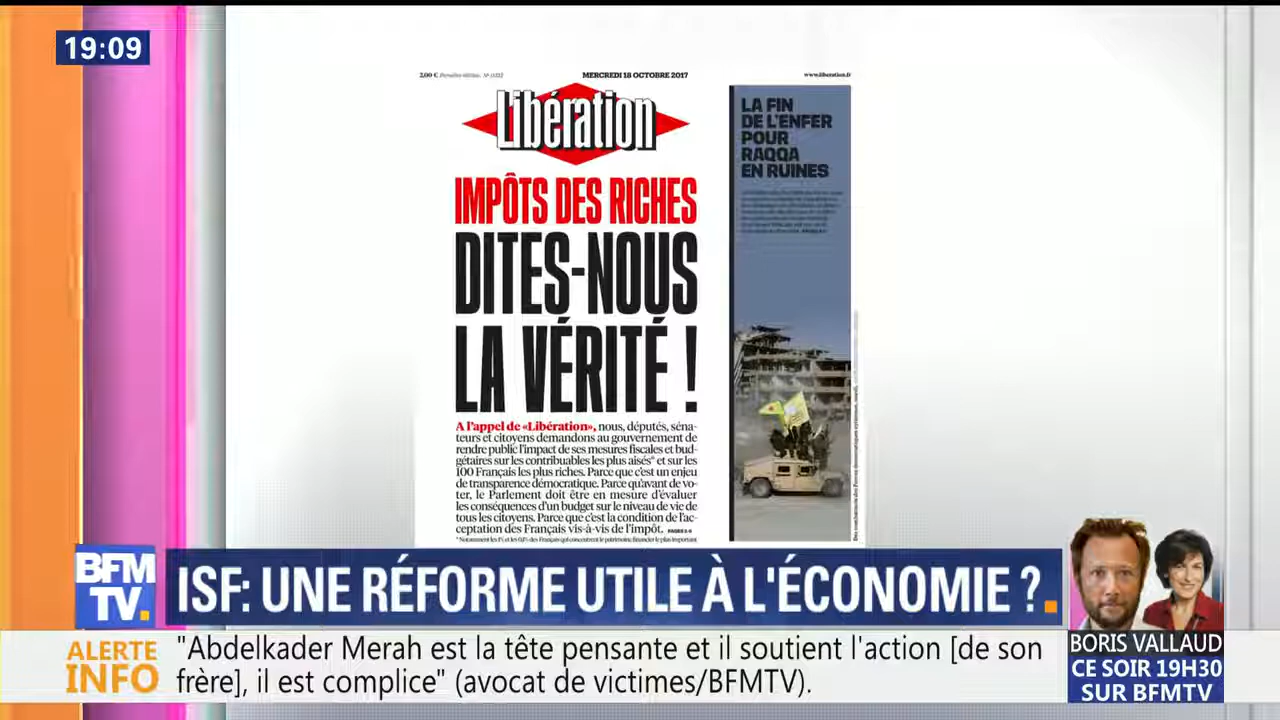 19:09
2,00 €
MERCREDI 18 OCTOBRE 2017
www.liberation.fr
Libération
IMPÔTS DES RICHES
DITES-NOUS
LA VÉRITÉ !
A l'appel de «Libération», nous, députés, séna-
teurs et citoyens demandons au gouvernement de
rendre public l'impact de ses mesures fiscales et bud-
gétaires sur les contribuables les plus aisés* et sur les
100 Français les plus riches. Parce que c'est un enjeu
de transparence démocratique. Parce qu'avant de vo-
ter, le Parlement doit être en mesure d'évaluer
les conséquences d'un budget sur le niveau de vie de
tous les citoyens. Parce que c'est la condition de l'ac-
ceptation des Français vis-à-vis de l'impôt.
LA FIN
DE L'ENFER
POUR
RAQQA
EN RUINES
BFM
TV.
ISF: UNE RÉFORME UTILE À L'ÉCONOMIE ?
BORIS VALLAUD
CE SOIR 19H30
SUR BFMTV
ALERTE
INFO
"Abdelkader Merah est la tête pensante et il soutient l'action [de son
frère], il est complice" (avocat de victimes/BFMTV).